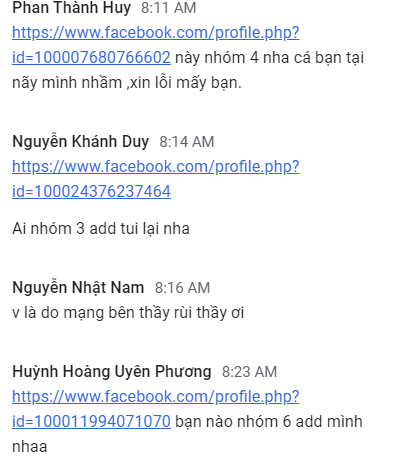 Phan Thành Huy 8:11 AM
https://www.facebook.com/profile.php?
id=100007680766602 này nhóm 4 nha cá bạn tại
nãy mình nhầm ,xin lỗi mấy bạn.
Nguyễn Khánh Duy 8:14 AM
https://www.facebook.com/profile.php?
id=100024376237464
Ai nhóm 3 add tui lại nha
Nguyễn Nhật Nam 8:16 AM
v là do mạng bên thầy rùi thầy ơi
Huỳnh Hoàng Uyên Phương 8:23 AM
https://www.facebook.com/profile.php?
id=100011994071070 bạn nào nhóm 6 add mình
nhaa